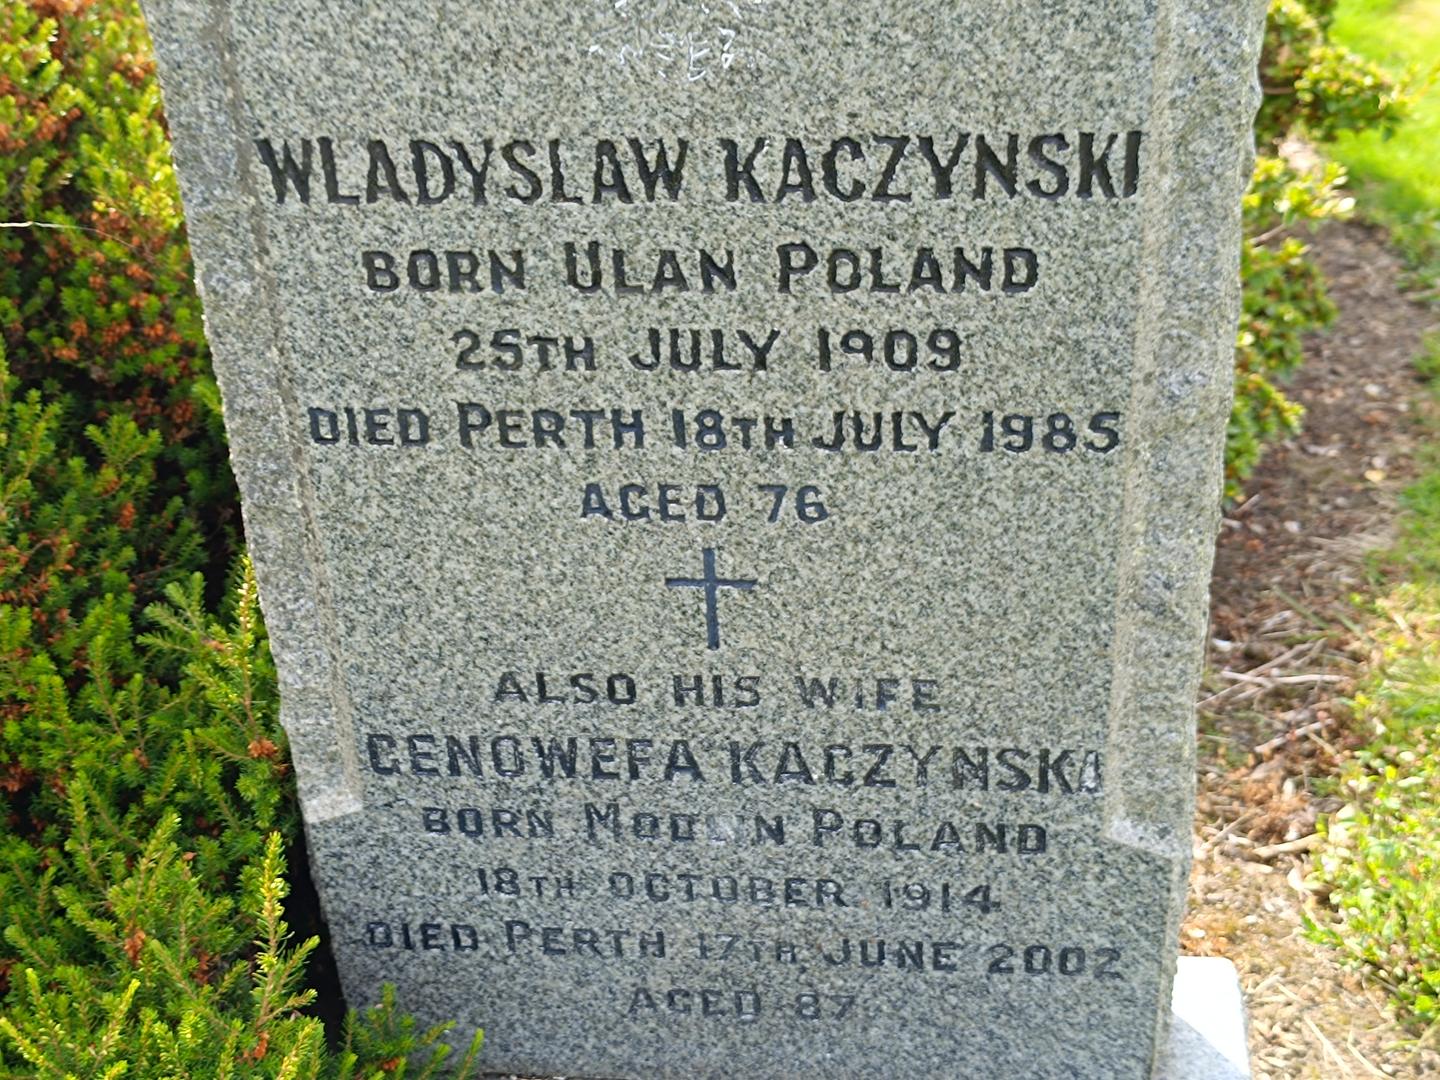 WLADYSLAW KACZYNSKI
BORN ULAN POLAND
25TH JULY 1909
DIED PERTH 18TH JULY 1985
AGED 76
ALSO HIS WIFE
GENOWEFA KACZYNSKA
BORN POLAND
18TH OCTOBER 1914
DIED PERTH 17TH JUNE 2002
AGED 87